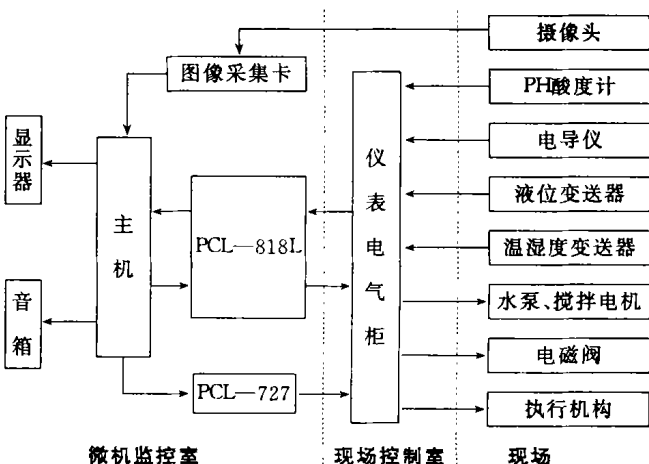 摄像头
图像采集卡
PH酸度计
显示器
仪表电气柜
电导仪
主机
PCL—818L
液位变送器
温湿度变送器
音箱
水泵、搅拌电机
电磁阀
PCL—727
执行机构
微机监控室
现场控制室
现场